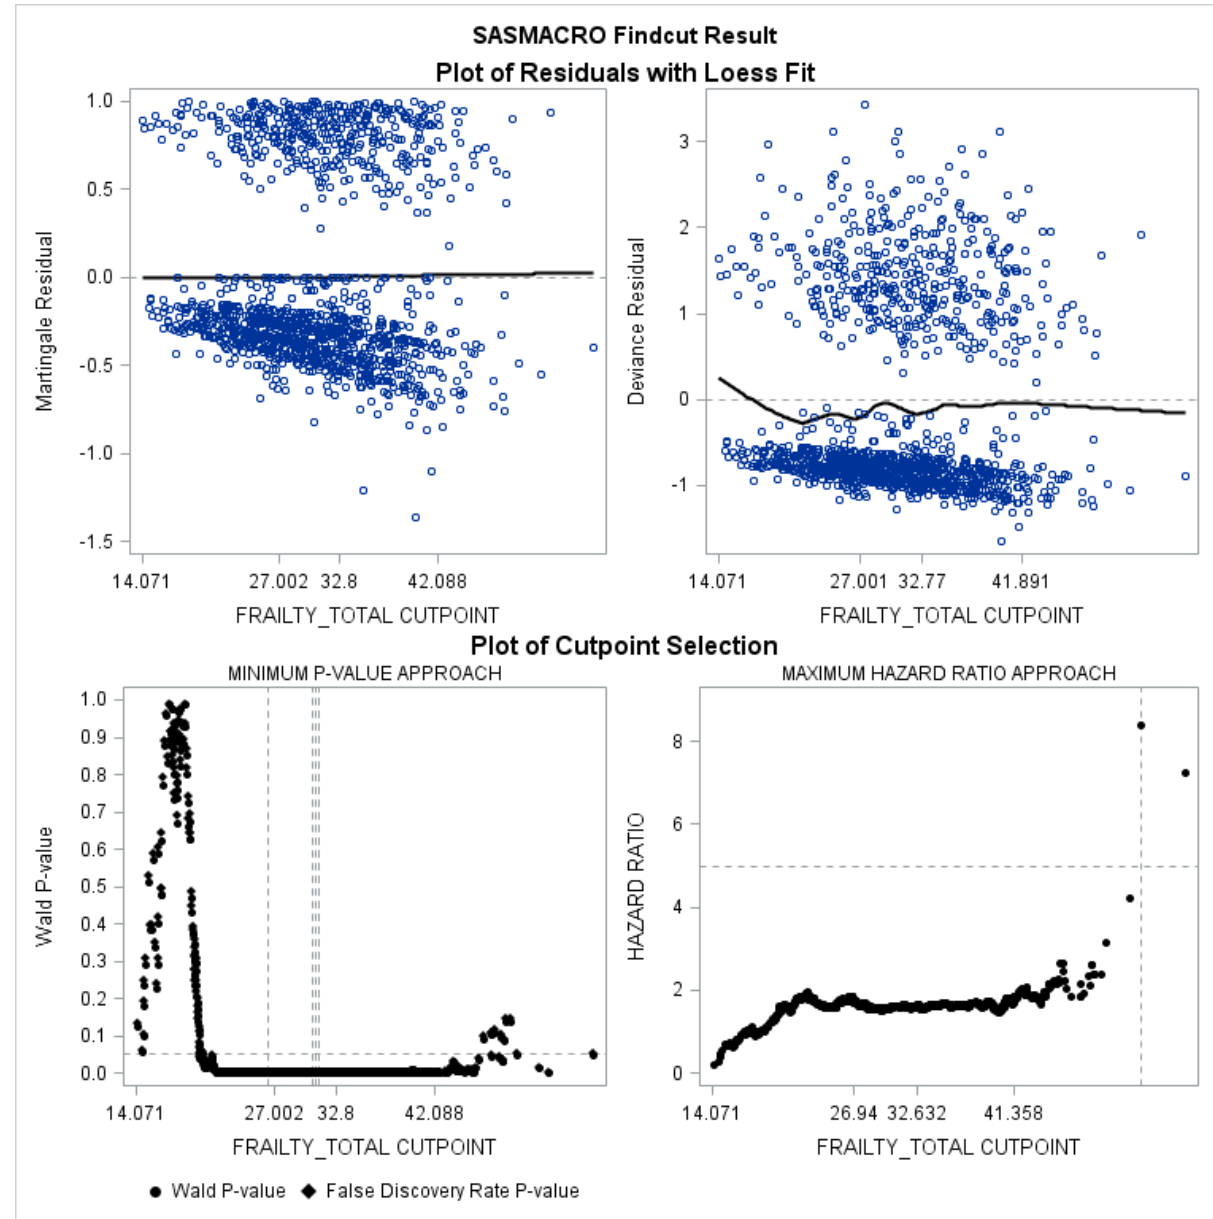 SASMACRO Findcut Result
Plot of Residuals with Loess Fit
Martingale Residual
1.0
0.5
0.0
-0.5
-1.0
-1.5
14.071 27.002 32.8 42.088
FRAILTY_TOTAL CUTPOINT
Deviance Residual
3
2
1
0
-1
14.071 27.001 32.77 41.891
FRAILTY_TOTAL CUTPOINT
Plot of Cutpoint Selection
MINIMUM P-VALUE APPROACH
Wald P-value
1.0
0.9
0.8
0.7
0.6
0.5
0.4
0.3
0.2
0.1
0.0
14.071 27.002 32.8 42.088
FRAILTY_TOTAL CUTPOINT
Wald P-value False Discovery Rate P-value
MAXIMUM HAZARD RATIO APPROACH
HAZARD RATIO
8
6
4
2
0
14.071 26.94 32.632 41.358
FRAILTY_TOTAL CUTPOINT